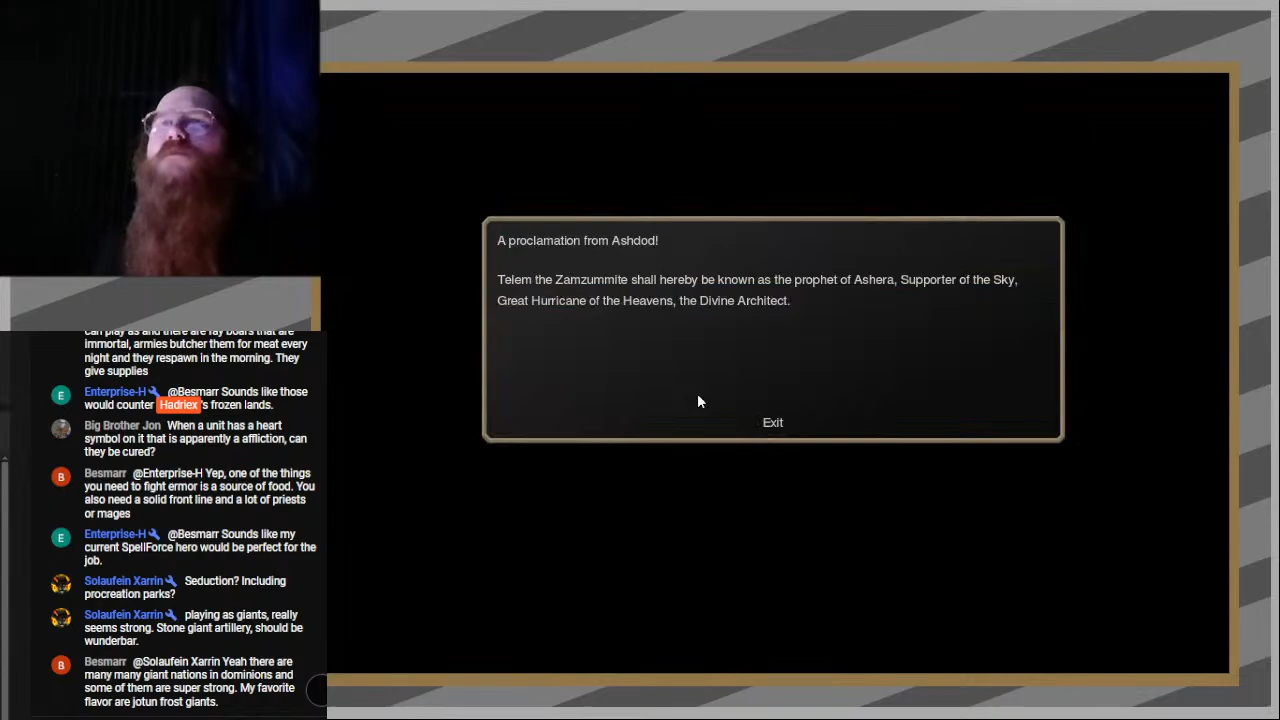 A proclamation from Ashdod!
Telem the Zamzummite shall hereby be known as the prophet of Ashera, Supporter of the Sky,
Great Hurricane of the Heavens, the Divine Architect.
Exit
can play as and there are fay boars that are
immortal, armies butcher them for meat every
night and they respawn in the morning. They
give supplies
E Enterprise-H @Besmarr Sounds like those
would counter Hadriex's frozen lands.
Big Brother Jon When a unit has a heart
symbol on it that is apparently a affliction, can
they be cured?
B Besmarr @Enterprise-H Yep, one of the things
you need to fight ermor is a source of food. You
also need a solid front line and a lot of priests
or mages
E Enterprise-H @Besmarr Sounds like my
current SpellForce hero would be perfect for the
job.
Solaufein Xarrin Seduction? Including
procreation parks?
Solaufein Xarrin playing as giants, really
seems strong. Stone giant artillery, should be
wunderbar.
B Besmarr @Solaufein Xarrin Yeah there are
many many giant nations in dominions and
some of them are super strong. My favorite
flavor are jotun frost giants.